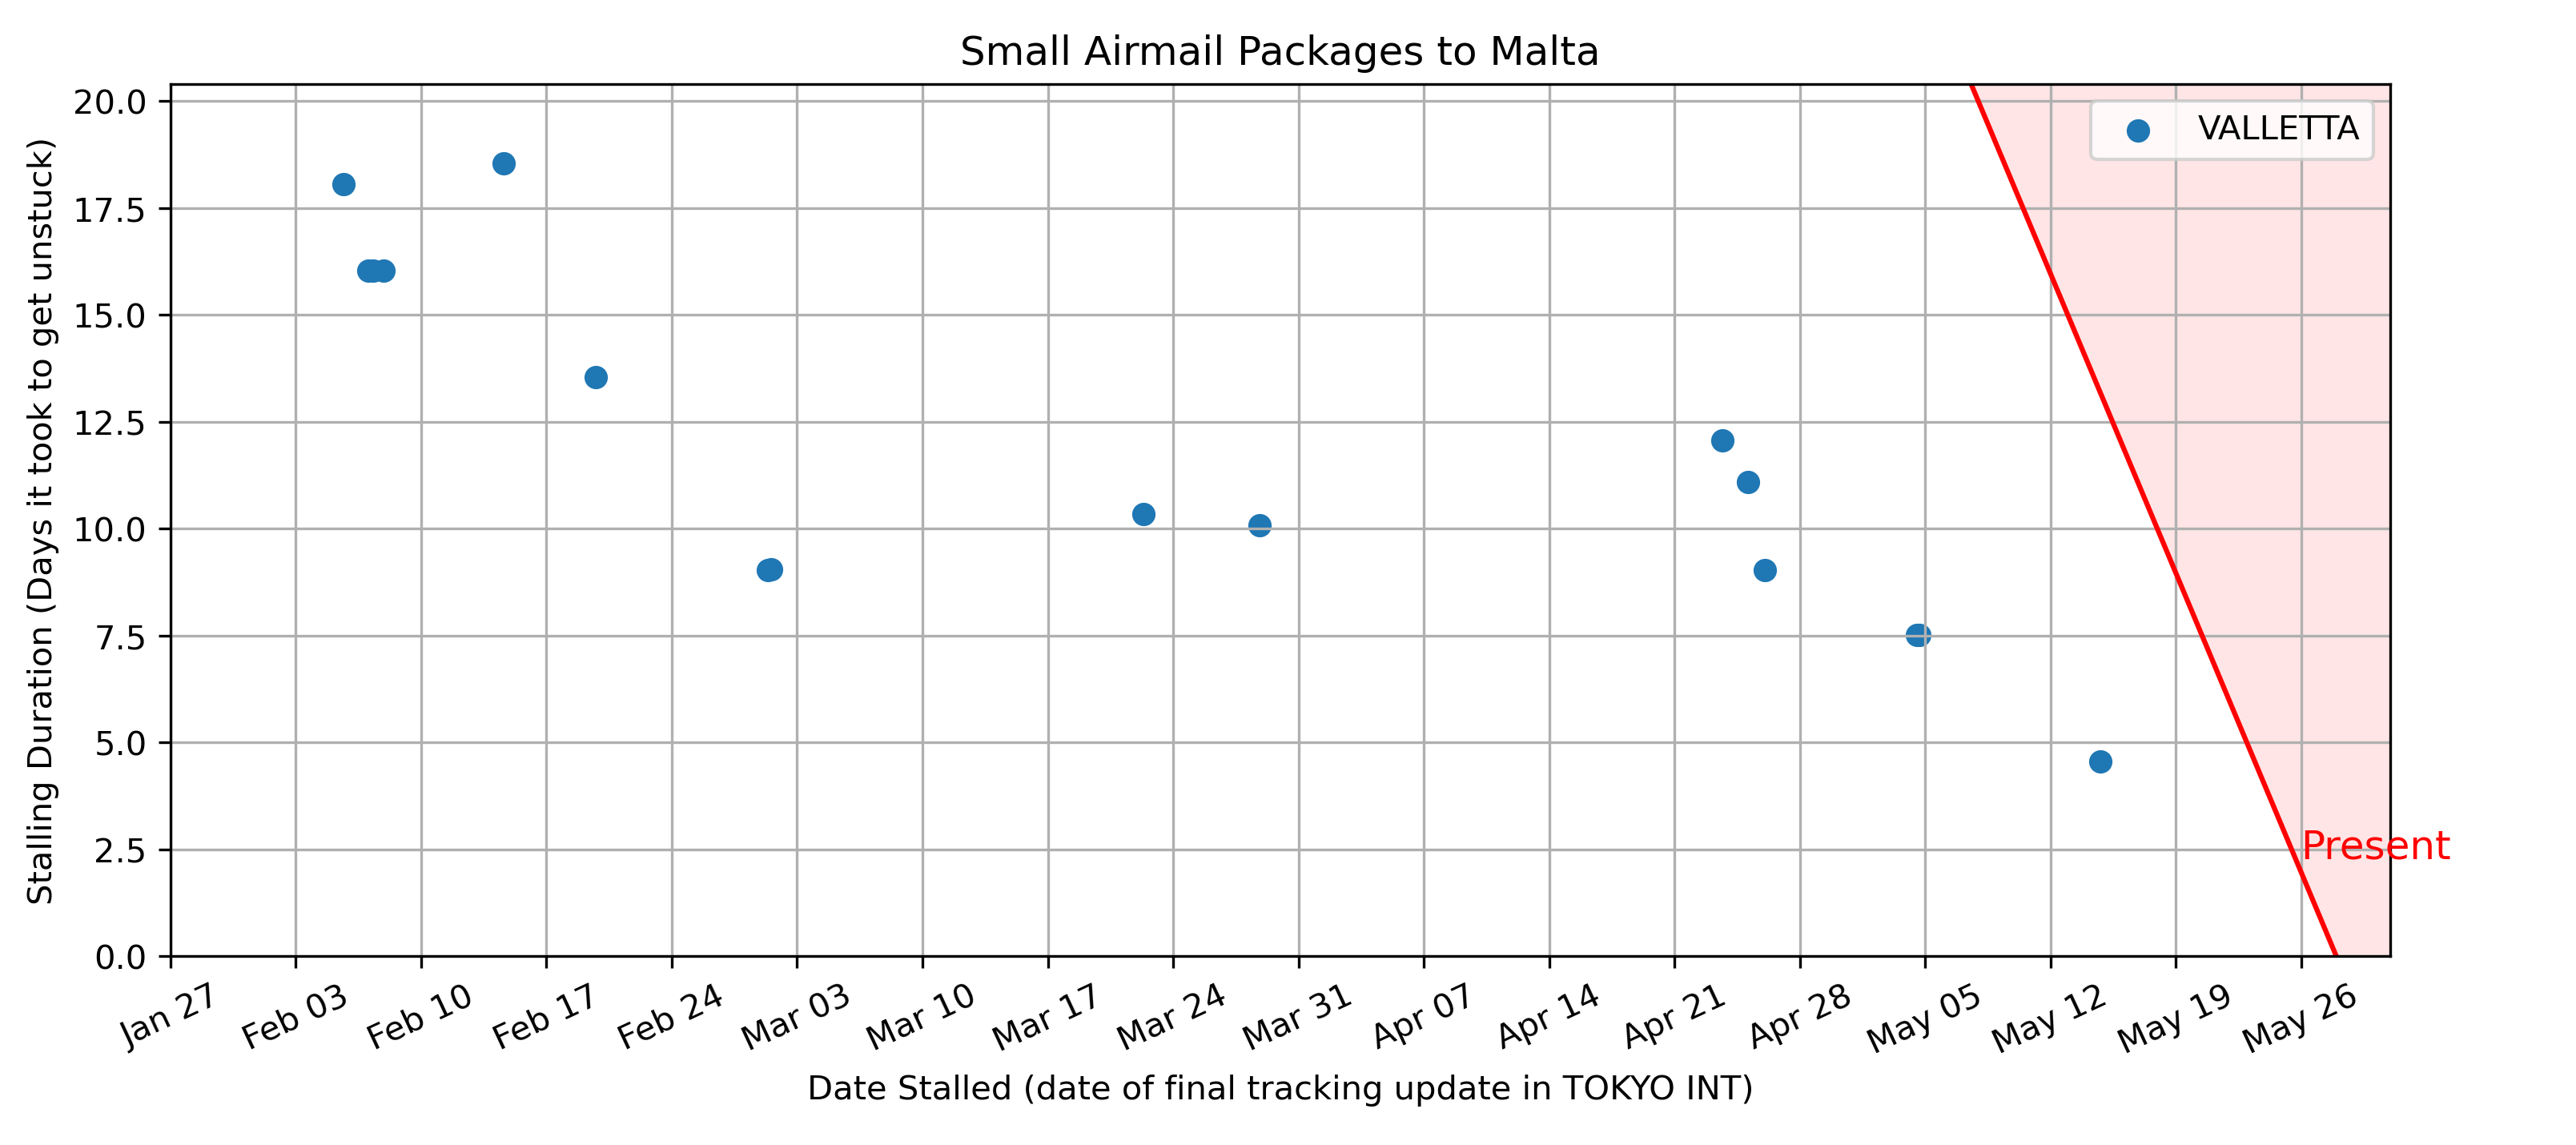 Small Airmail Packages to Malta
Stalling Duration (Days it took to get unstuck)
20.0
17.5
15.0
12.5
10.0
7.5
5.0
2.5
0.0
VALLETTA
Present
Jan 27
Feb 03
Feb 10
Feb 17
Feb 24
Mar 03
Mar 10
Mar 17
Mar 24
Mar 31
Apr 07
Apr 14
Apr 21
Apr 28
May 05
May 12
May 19
May 26
Date Stalled (date of final tracking update in TOKYO INT)